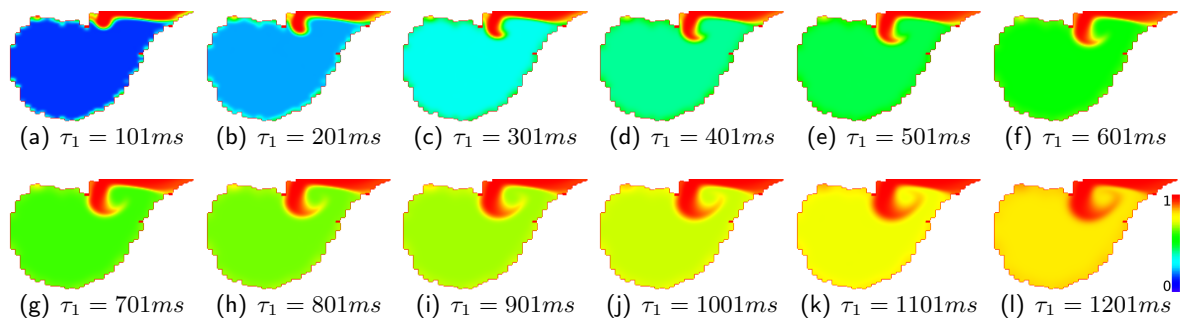 (a) τ₁ = 101ms (b) τ₁ = 201ms (c) τ₁ = 301ms (d) τ₁ = 401ms (e) τ₁ = 501ms (f) τ₁ = 601ms
1
0
(g) τ₁ = 701ms (h) τ₁ = 801ms (i) τ₁ = 901ms (j) τ₁ = 1001ms (k) τ₁ = 1101ms (l) τ₁ = 1201ms